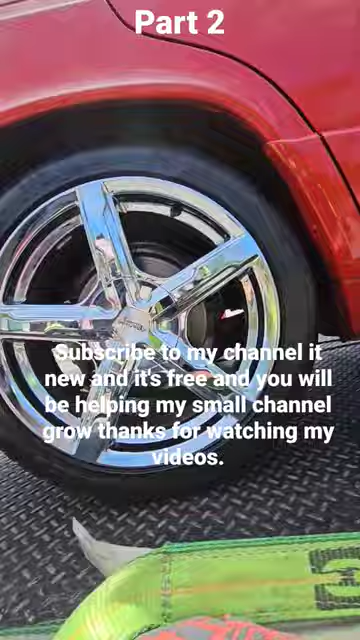 Part 2
Subscribe to my channel it
new and it's free and you will
be helping my small channel
grow thanks for watching my
videos.